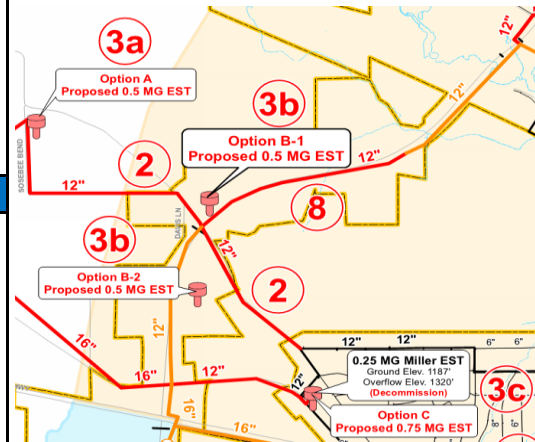 3a
12"
Option A
Proposed 0.5 MG EST
12"
3b
SOSEBEE BEND
Option B-1
Proposed 0.5 MG EST
2
12"
12"
8
DAVIS LN
3b
12"
Option B-2
Proposed 0.5 MG EST
2
12"
12"
12"
6"
6"
16"
12"
0.25 MG Miller EST
Ground Elev. 1187'
Overflow Elev. 1320'
(Decommission)
16"
12"
3c
16"
Option C
Proposed 0.75 MG EST
8"
6"
16"